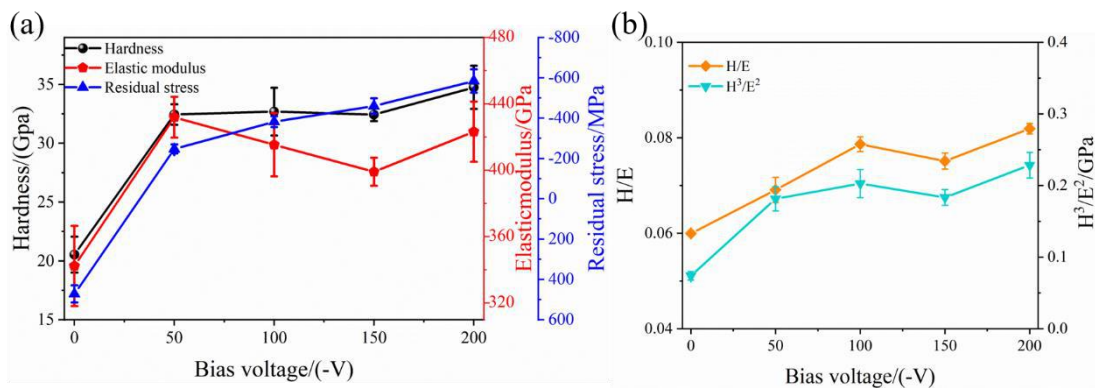 (a)
Hardness
Elastic modulus
Residual stress
Hardness/(Gpa)
35
30
25
20
15
0
50
100
150
200
Bias voltage/(-V)
480
440
400
360
320
Elasticmodulus/GPa
-800
-600
-400
-200
0
200
400
600
Residual stress/MPa
(b)
H/E
H³/E²
H/E
0.10
0.08
0.06
0.04
0
50
100
150
200
Bias voltage/(-V)
0.4
0.3
0.2
0.1
0.0
H³/E²/GPa